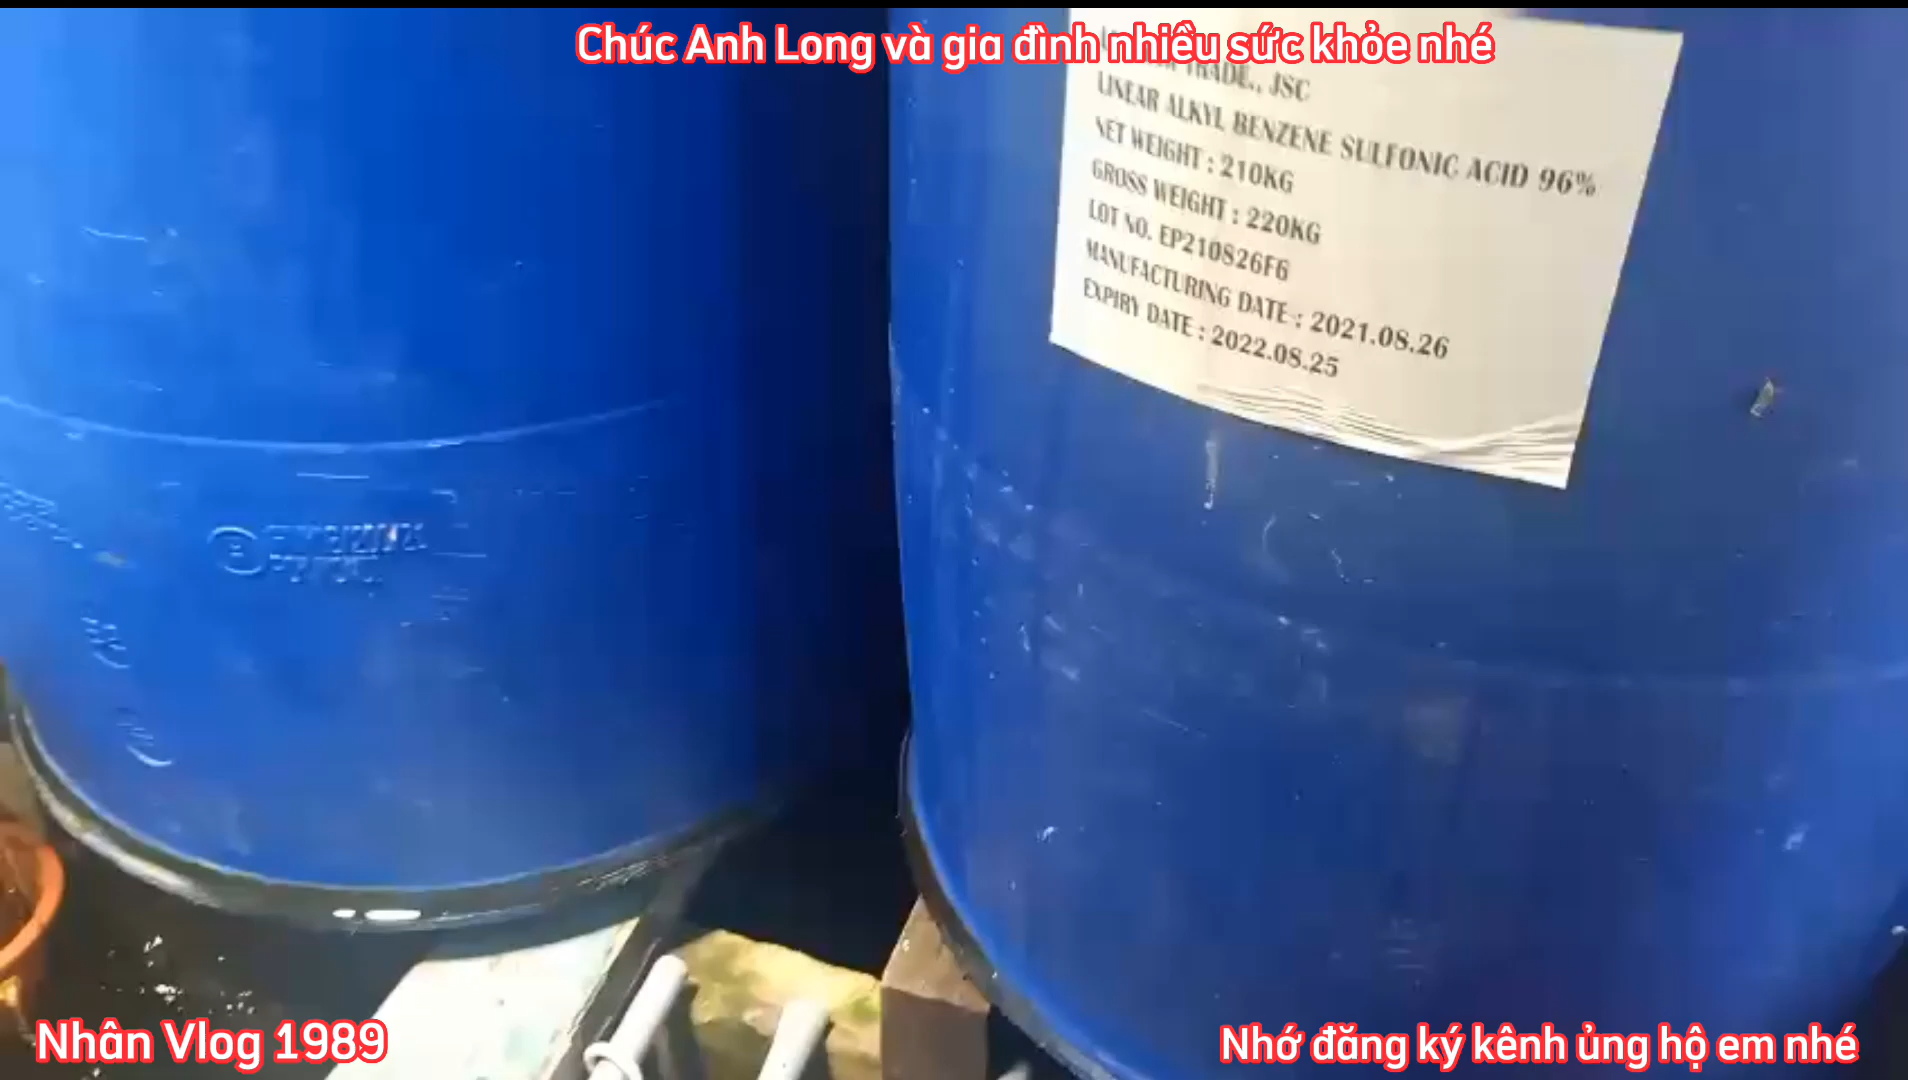 Chúc Anh Long và gia đình nhiều sức khỏe nhé
TRADE., JSC
LINEAR ALKYL BENZENE SULFONIC ACID 96%
NET WEIGHT : 210KG
GROSS WEIGHT : 220KG
LOT NO. EP210826F6
MANUFACTURING DATE : 2021.08.26
EXPIRY DATE : 2022.08.25
Nhân Vlog 1989
Nhớ đăng ký kênh ủng hộ em nhé